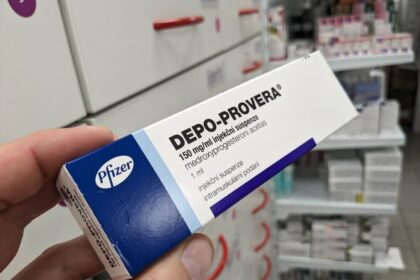 DEPO-PROVERA®
150 mg/ml injekční suspenze
medroxyprogesteroni acetas
1 ml
injekční suspenze
intramuskulární podání
Pfizer